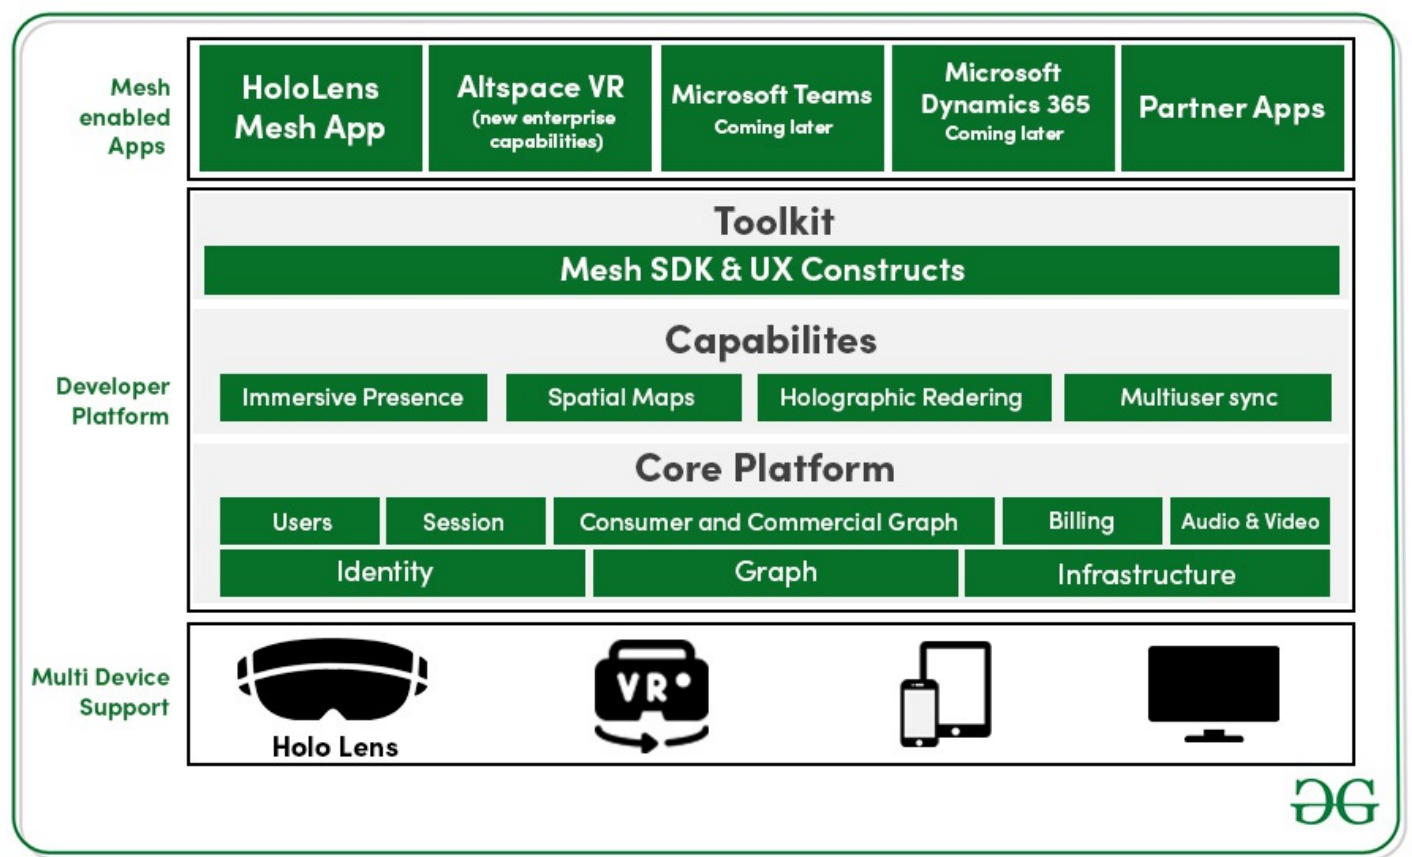 Mesh
enabled
Apps
HoloLens
Mesh App
Altspace VR
(new enterprise
capabilities)
Microsoft Teams
Coming later
Microsoft
Dynamics 365
Coming later
Partner Apps
Developer
Platform
Toolkit
Mesh SDK & UX Constructs
Capabilites
Immersive Presence
Spatial Maps
Holographic Redering
Multiuser sync
Core Platform
Users
Session
Consumer and Commercial Graph
Billing
Audio & Video
Identity
Graph
Infrastructure
Multi Device
Support
Holo Lens
VR